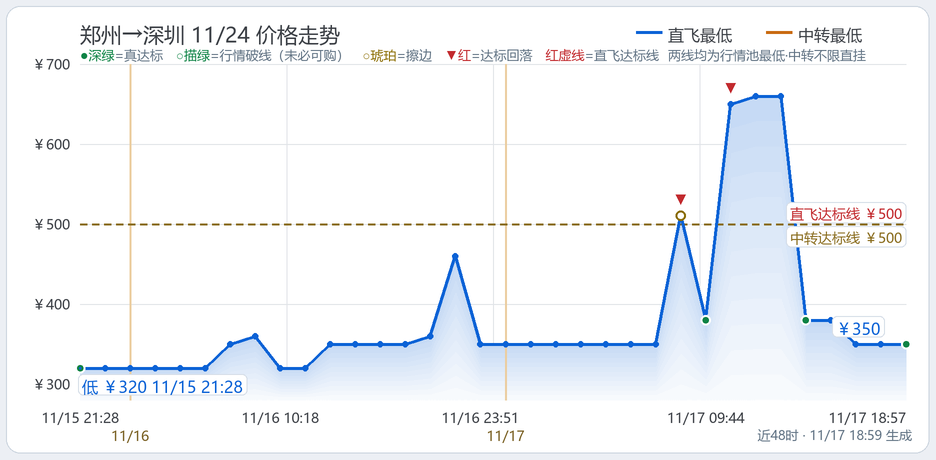 郑州→深圳 11/24 价格走势
直飞最低 中转最低
●深绿=真达标 ○描绿=行情破线（未必可购） ○琥珀=擦边 ▼红=达标回落 红虚线=直飞达标线 两线均为行情池最低·中转不限直挂
¥700
¥600
¥500
¥400
¥300
直飞达标线 ¥500
中转达标线 ¥500
¥350
低 ¥320 11/15 21:28
11/15 21:28 11/16 10:18 11/16 23:51 11/17 09:44 11/17 18:57
11/16 11/17
近48时 · 11/17 18:59 生成